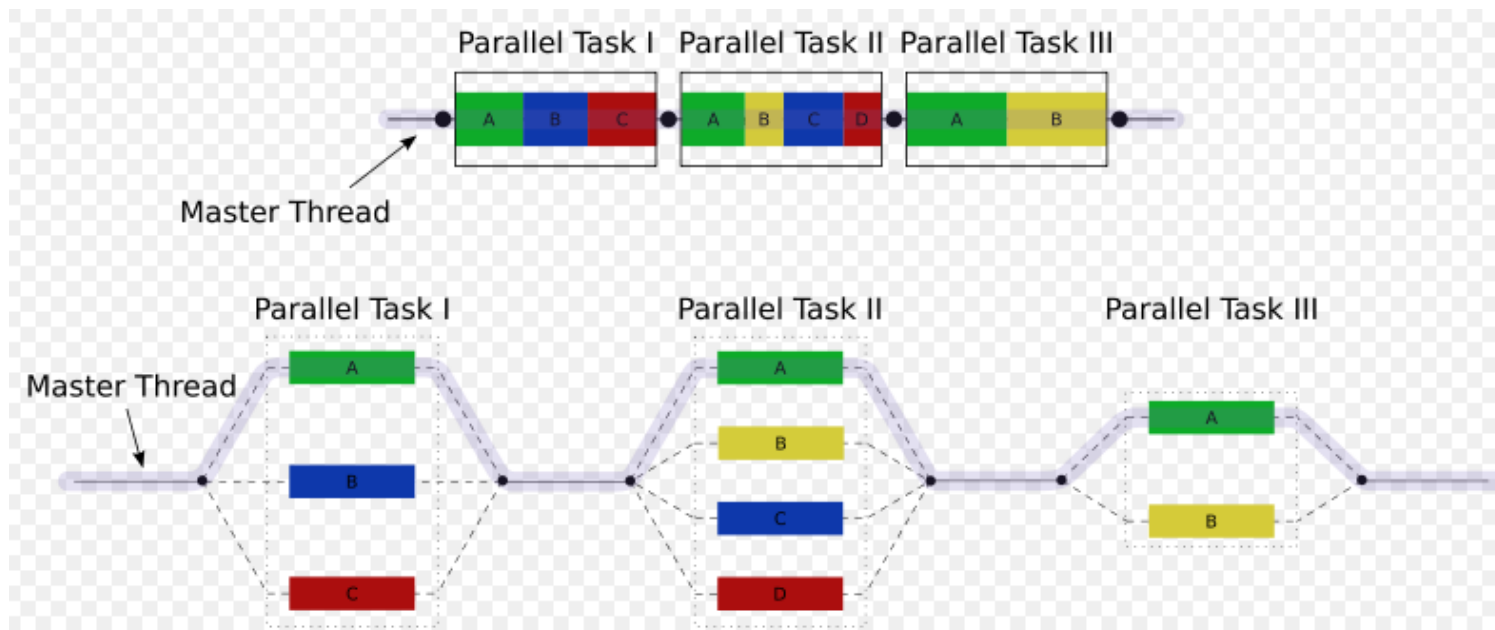 Parallel Task I Parallel Task II Parallel Task III
A B C A B C D A B
Master Thread
Parallel Task I Parallel Task II Parallel Task III
A A
Master Thread
A
B
B
C
B
C
D